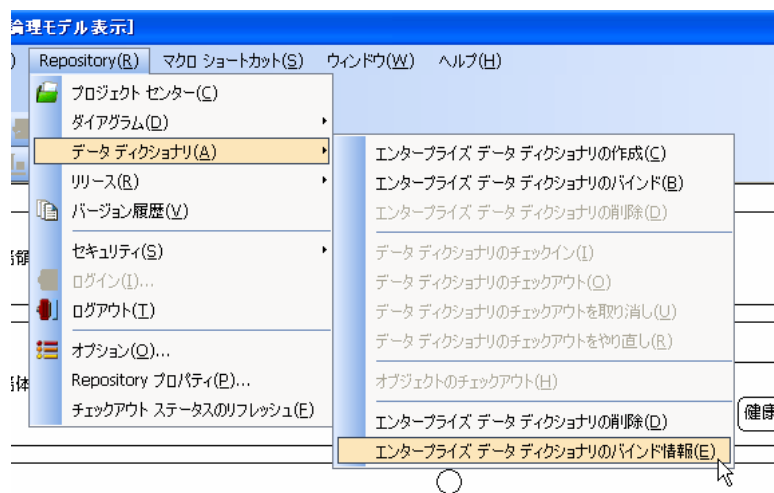 論理モデル表示]
) Repository(R) マクロ ショートカット(S) ウィンドウ(W) ヘルプ(H)
プロジェクト センター(C)
ダイアグラム(D)
データ ディクショナリ(A)
リリース(R)
バージョン履歴(V)
セキュリティ(S)
ログイン(I)...
ログアウト(T)
オプション(O)...
Repository プロパティ(P)...
チェックアウト ステータスのリフレッシュ(F)
エンタープライズ データ ディクショナリの作成(C)
エンタープライズ データ ディクショナリのバインド(B)
エンタープライズ データ ディクショナリの削除(D)
データ ディクショナリのチェックイン(I)
データ ディクショナリのチェックアウト(O)
データ ディクショナリのチェックアウトを取り消し(U)
データ ディクショナリのチェックアウトをやり直し(R)
オブジェクトのチェックアウト(H)
エンタープライズ データ ディクショナリの削除(D)
エンタープライズ データ ディクショナリのバインド情報(E)
健康